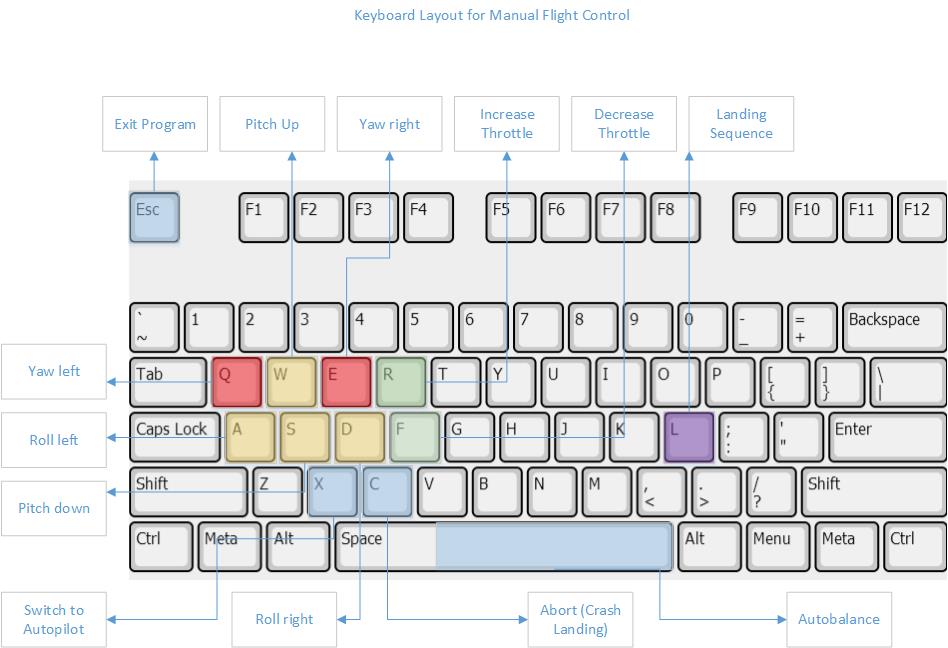 Keyboard Layout for Manual Flight Control
Exit Program
Pitch Up
Yaw right
Increase
Throttle
Decrease
Throttle
Landing
Sequence
Esc F1 F2 F3 F4 F5 F6 F7 F8 F9 F10 F11 F12
` 1 2 3 4 5 6 7 8 9 0 - = Backspace
~ _ +
Yaw left
Tab Q W E R T Y U I O P [ ] \
{ } |
Roll left
Caps Lock A S D F G H J K L ; ' Enter
: "
Pitch down
Shift Z X C V B N M , . / Shift
< > ?
Ctrl Meta Alt Space Alt Menu Meta Ctrl
Switch to
Autopilot
Roll right
Abort (Crash
Landing)
Autobalance